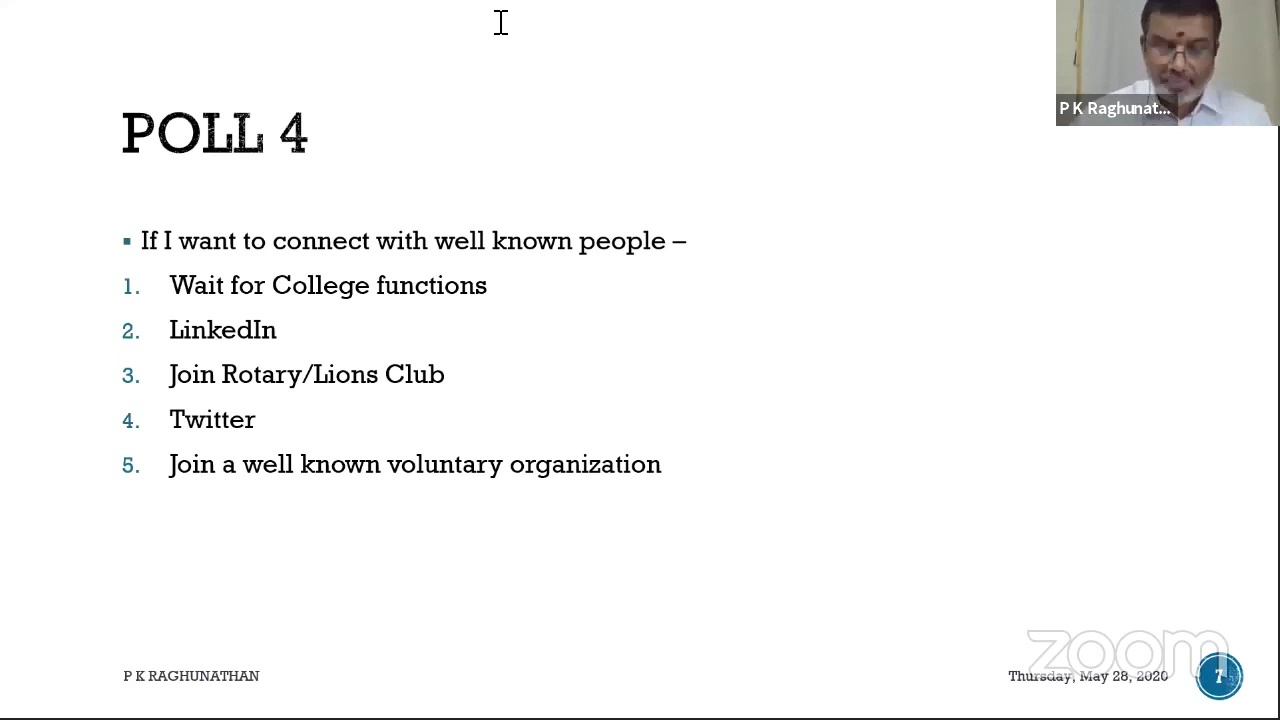 P K Raghunat...
POLL 4
▪ If I want to connect with well known people –
1. Wait for College functions
2. LinkedIn
3. Join Rotary/Lions Club
4. Twitter
5. Join a well known voluntary organization
zoom
P K RAGHUNATHAN
Thursday, May 28, 2020
7